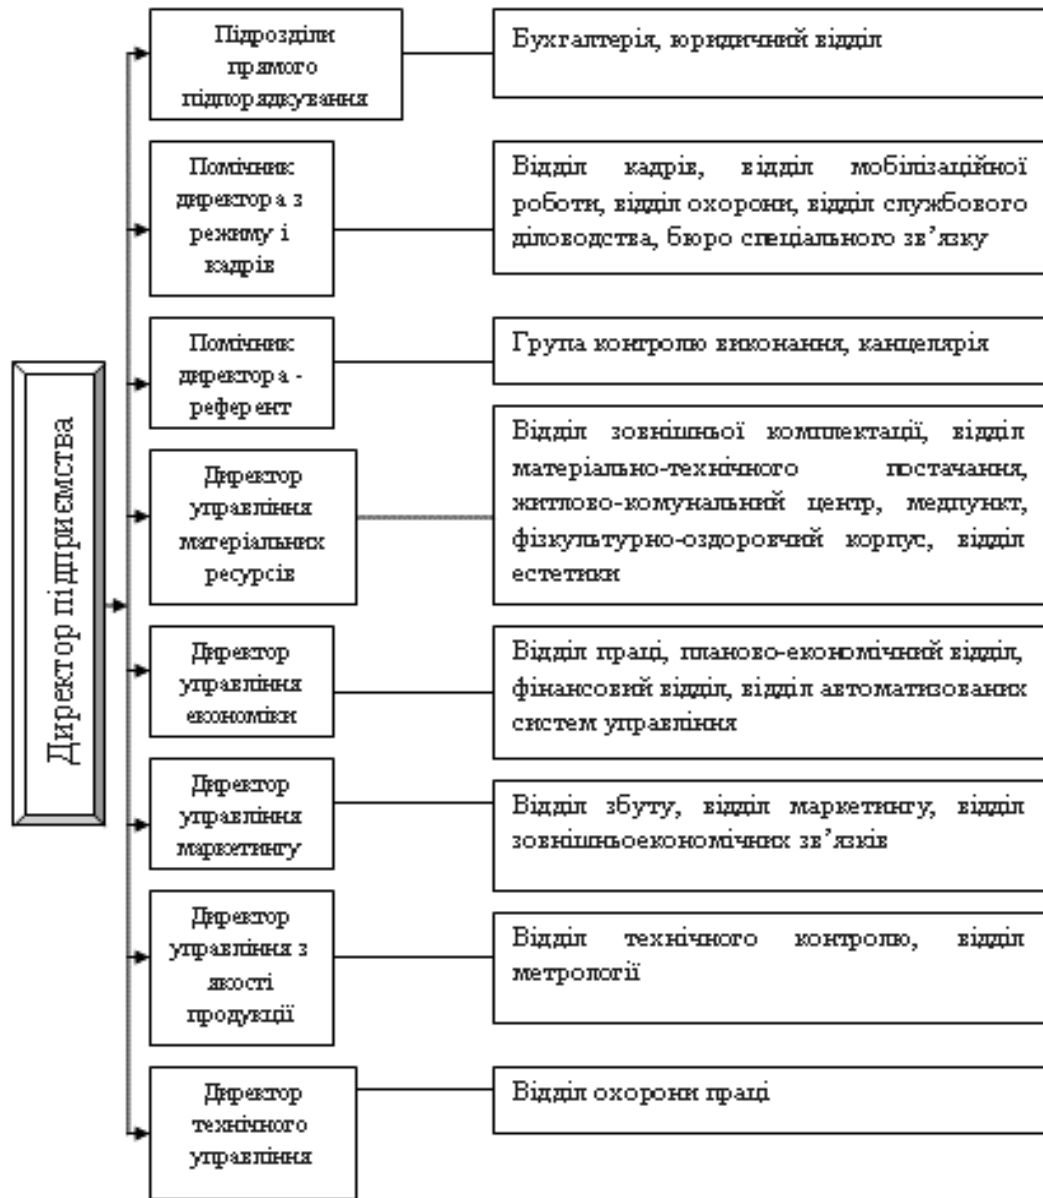 Підрозділи
прямого
підпорядкування
Бухгалтерія, юридичний відділ
Помічник
директора з
режиму і
кадрів
Відділ кадрів, відділ мобілізаційної
роботи, відділ охорони, відділ службового
діловодства, бюро спеціального зв’язку
Помічник
директора -
референт
Група контролю виконання, канцелярія
Директор підприємства
Директор
управління
матеріальних
ресурсів
Відділ зовнішньої комплектації, відділ
матеріально-технічного постачання,
житлово-комунальний центр, медпункт,
фізкультурно-оздоровчий корпус, відділ
естетики
Директор
управління
економіки
Відділ праці, планово-економічний відділ,
фінансовий відділ, відділ автоматизованих
систем управління
Директор
управління
маркетингу
Відділ збуту, відділ маркетингу, відділ
зовнішньоекономічних зв’язків
Директор
управління з
якості
продукції
Відділ технічного контролю, відділ
метрології
Директор
технічного
управління
Відділ охорони праці